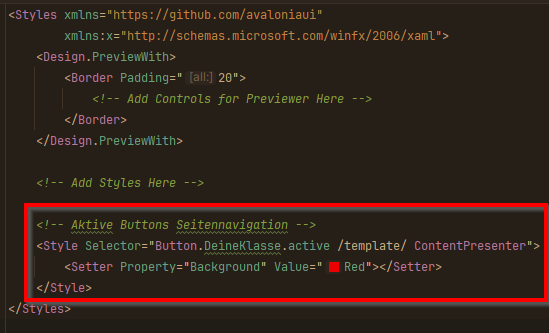 <Styles xmlns="https://github.com/avaloniaui"
xmlns:x="http://schemas.microsoft.com/winfx/2006/xaml">
<Design.PreviewWith>
<Border Padding="[all:]20">
<!-- Add Controls for Previewer Here -->
</Border>
</Design.PreviewWith>
<!-- Add Styles Here -->
<!-- Aktive Buttons Seitennavigation -->
<Style Selector="Button.DeineKlasse.active /template/ ContentPresenter">
<Setter Property="Background" Value="Red"></Setter>
</Style>
</Styles>